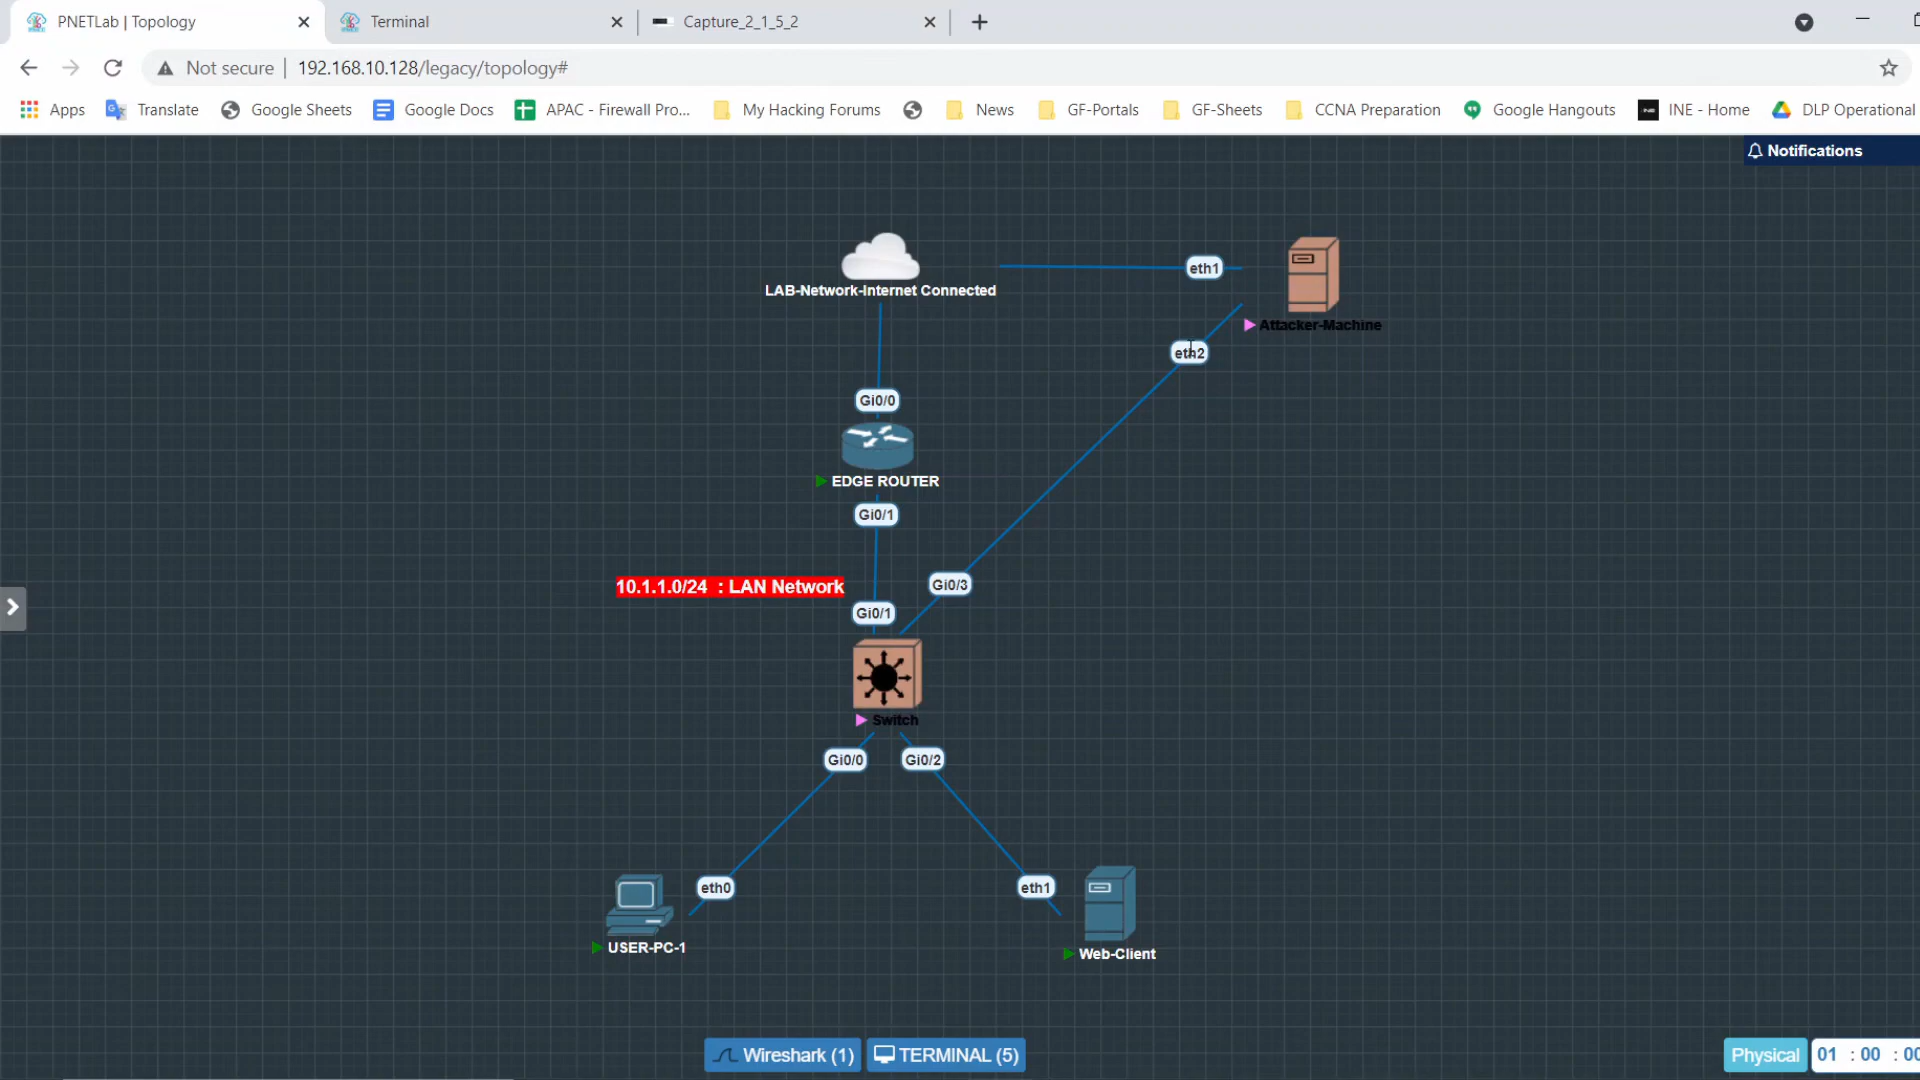 PNETLab | Topology
Terminal
Capture_2_1_5_2
Not secure | 192.168.10.128/legacy/topology#
Apps
Translate
Google Sheets
Google Docs
APAC - Firewall Pro...
My Hacking Forums
News
GF-Portals
GF-Sheets
CCNA Preparation
Google Hangouts
INE - Home
DLP Operational
Notifications
LAB-Network-Internet Connected
eth1
Attacker-Machine
eth2
Gi0/0
EDGE ROUTER
Gi0/1
10.1.1.0/24 : LAN Network
Gi0/3
Gi0/1
Switch
Gi0/0
Gi0/2
eth0
eth1
USER-PC-1
Web-Client
Wireshark (1)
TERMINAL (5)
Physical
01 : 00 : 00